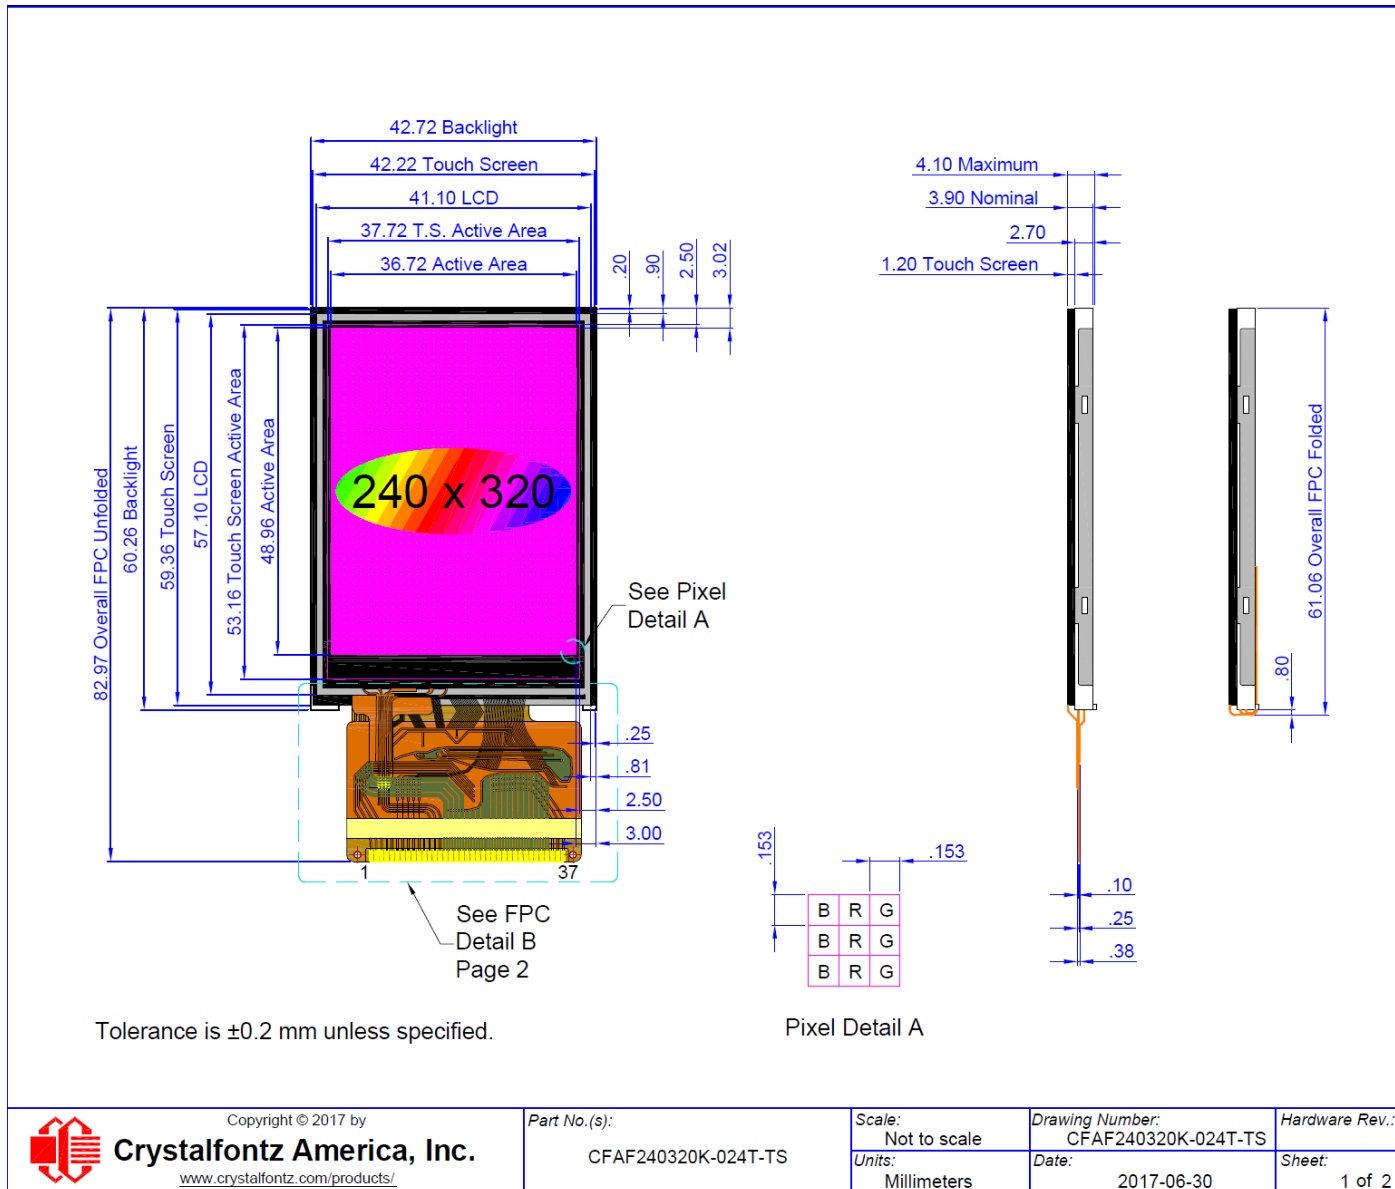 42.72 Backlight
42.22 Touch Screen
41.10 LCD
37.72 T.S. Active Area
36.72 Active Area
.20
.90
2.50
3.02
4.10 Maximum
3.90 Nominal
2.70
1.20 Touch Screen
82.97 Overall FPC Unfolded
60.26 Backlight
59.36 Touch Screen
57.10 LCD
53.16 Touch Screen Active Area
48.96 Active Area
240 x 320
See Pixel
Detail A
61.06 Overall FPC Folded
.80
.25
.81
2.50
3.00
1
37
See FPC
Detail B
Page 2
.153
.153
B R G
B R G
B R G
Pixel Detail A
.10
.25
.38
Tolerance is ±0.2 mm unless specified.
Copyright © 2017 by
Crystalfontz America, Inc.
www.crystalfontz.com/products/
Part No.(s):
CFAF240320K-024T-TS
Scale:
Not to scale
Units:
Millimeters
Drawing Number:
CFAF240320K-024T-TS
Date:
2017-06-30
Hardware Rev.:
Sheet:
1 of 2